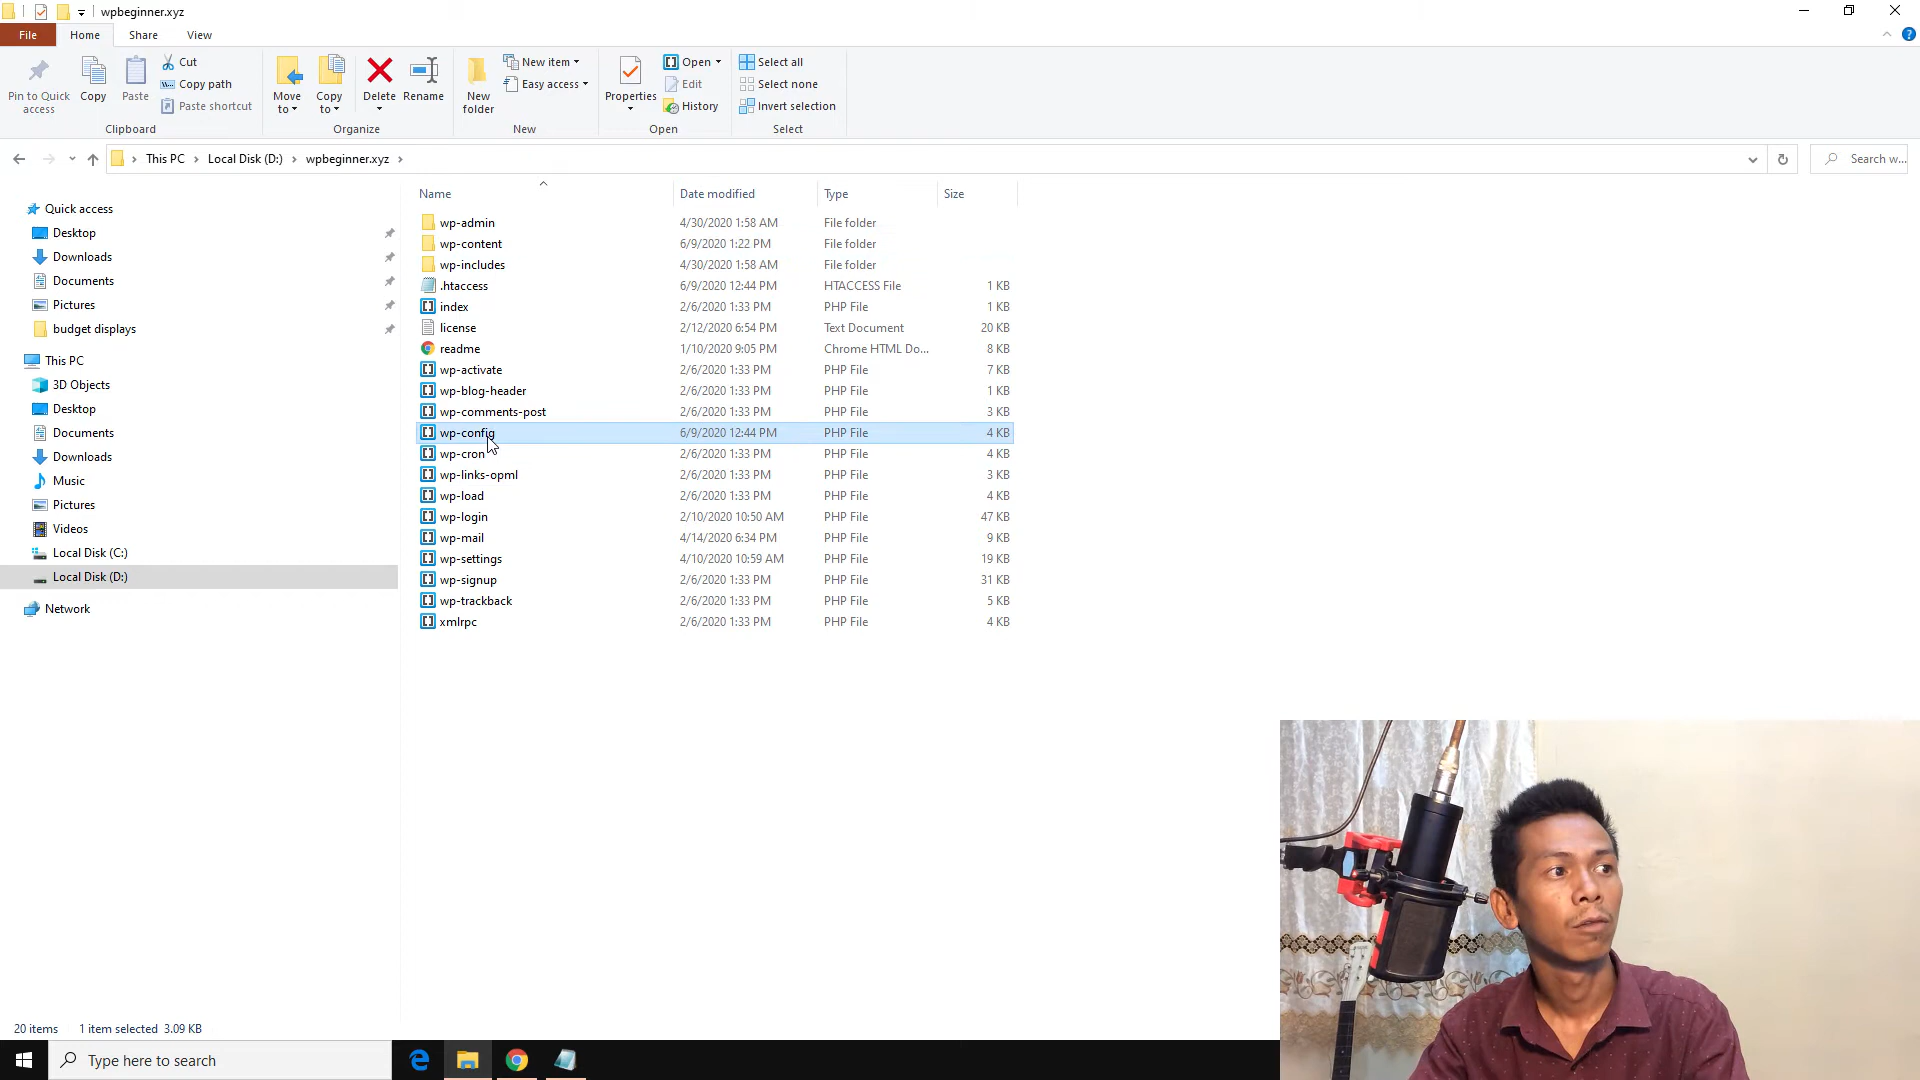 wpbeginner.xyz
File Home Share View
Pin to Quick access
Copy
Paste
Cut
Copy path
Paste shortcut
Clipboard
Move to
Copy to
Delete
Rename
Organize
New folder
New item
Easy access
New
Properties
Open
Edit
History
Open
Select all
Select none
Invert selection
Select
This PC Local Disk (D:) wpbeginner.xyz
Search w...
Quick access
Desktop
Downloads
Documents
Pictures
budget displays
This PC
3D Objects
Desktop
Documents
Downloads
Music
Pictures
Videos
Local Disk (C:)
Local Disk (D:)
Network
Name Date modified Type Size
wp-admin 4/30/2020 1:58 AM File folder
wp-content 6/9/2020 1:22 PM File folder
wp-includes 4/30/2020 1:58 AM File folder
.htaccess 6/9/2020 12:44 PM HTACCESS File 1 KB
index 2/6/2020 1:33 PM PHP File 1 KB
license 2/12/2020 6:54 PM Text Document 20 KB
readme 1/10/2020 9:05 PM Chrome HTML Do... 8 KB
wp-activate 2/6/2020 1:33 PM PHP File 7 KB
wp-blog-header 2/6/2020 1:33 PM PHP File 1 KB
wp-comments-post 2/6/2020 1:33 PM PHP File 3 KB
wp-config 6/9/2020 12:44 PM PHP File 4 KB
wp-cron 2/6/2020 1:33 PM PHP File 4 KB
wp-links-opml 2/6/2020 1:33 PM PHP File 3 KB
wp-load 2/6/2020 1:33 PM PHP File 4 KB
wp-login 2/10/2020 10:50 AM PHP File 47 KB
wp-mail 4/14/2020 6:34 PM PHP File 9 KB
wp-settings 4/10/2020 10:59 AM PHP File 19 KB
wp-signup 2/6/2020 1:33 PM PHP File 31 KB
wp-trackback 2/6/2020 1:33 PM PHP File 5 KB
xmlrpc 2/6/2020 1:33 PM PHP File 4 KB
20 items 1 item selected 3.09 KB
Type here to search